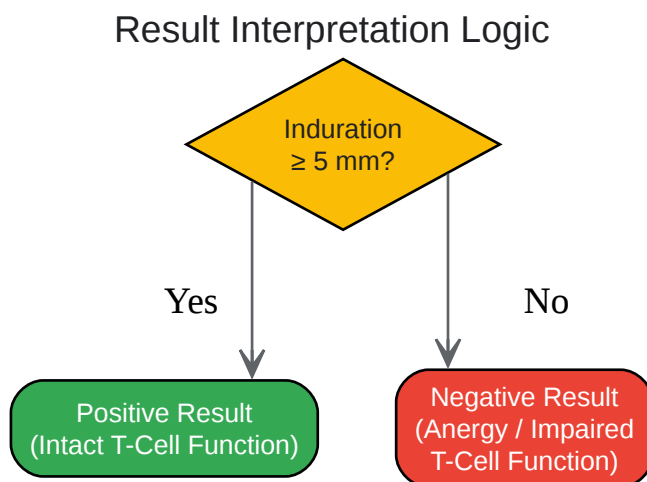 Result Interpretation Logic
Induration
≥ 5 mm?
Yes
No
Positive Result
(Intact T-Cell Function)
Negative Result
(Anergy / Impaired
T-Cell Function)